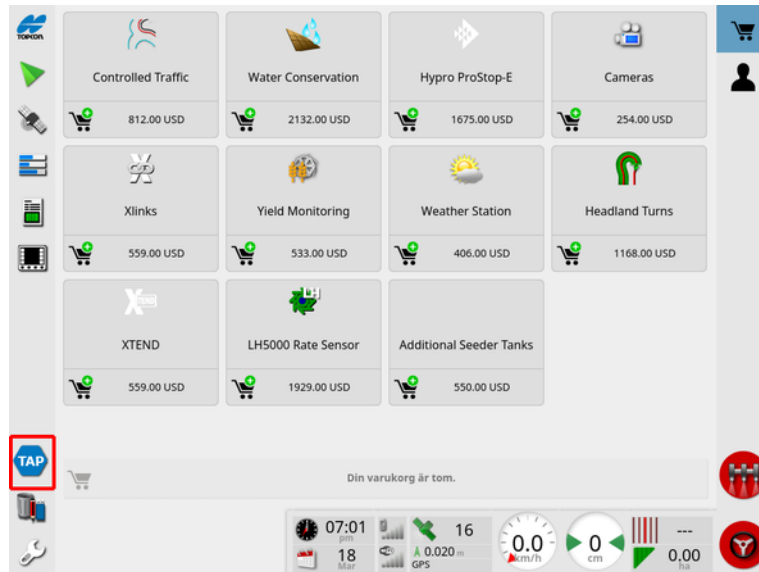 TOPCON
Controlled Traffic
Water Conservation
Hypro ProStop-E
Cameras
812.00 USD
2132.00 USD
1675.00 USD
254.00 USD
Xlinks
Yield Monitoring
Weather Station
Headland Turns
559.00 USD
533.00 USD
406.00 USD
1168.00 USD
XTEND
LH
XTEND
LH5000 Rate Sensor
Additional Seeder Tanks
559.00 USD
1929.00 USD
550.00 USD
TAP
Din varukorg är tom.
07:01
pm
16
18
Mar
0.020 m
GPS
0.0
km/h
0
cm
---
0.00
ha